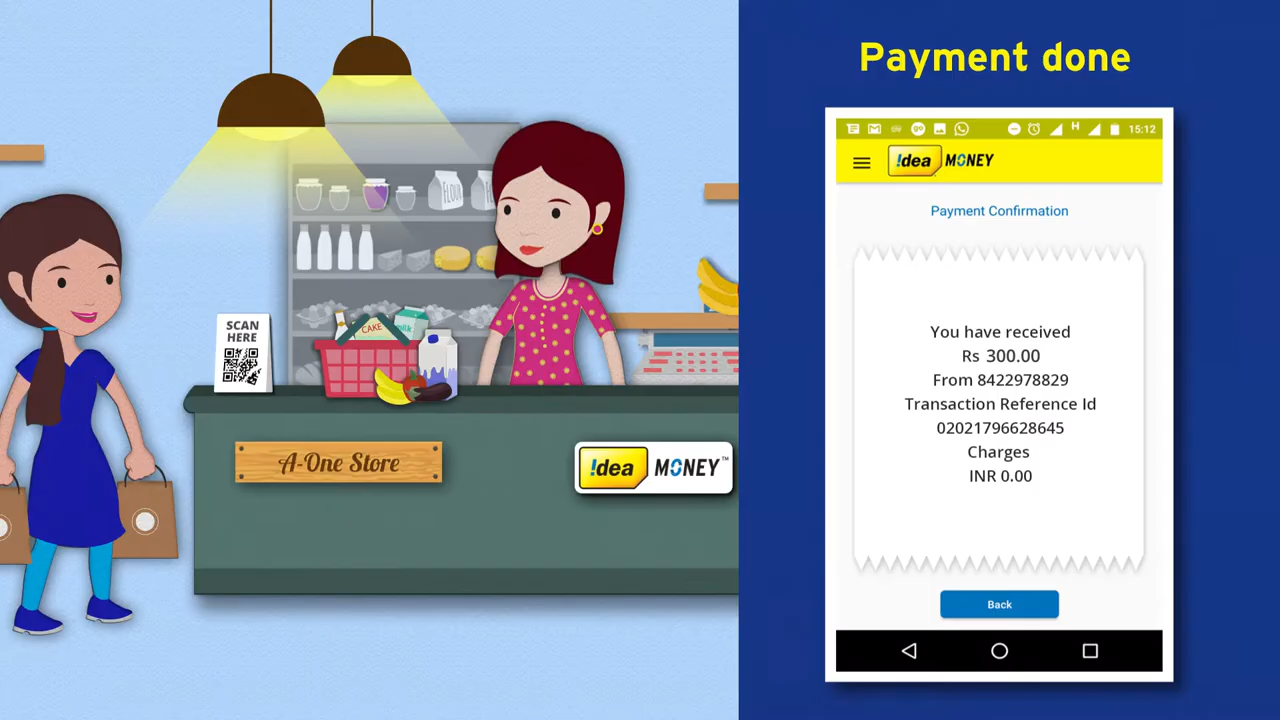 FLOUR
SCAN
HERE
CAKE
A-One Store
!dea MONEY™
Payment done
15:12
!dea MONEY
Payment Confirmation
You have received
Rs 300.00
From 8422978829
Transaction Reference Id
02021796628645
Charges
INR 0.00
Back